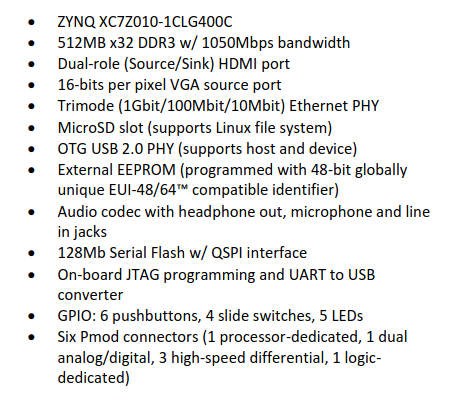 • ZYNQ XC7Z010-1CLG400C
• 512MB x32 DDR3 w/ 1050Mbps bandwidth
• Dual-role (Source/Sink) HDMI port
• 16-bits per pixel VGA source port
• Trimode (1Gbit/100Mbit/10Mbit) Ethernet PHY
• MicroSD slot (supports Linux file system)
• OTG USB 2.0 PHY (supports host and device)
• External EEPROM (programmed with 48-bit globally
unique EUI-48/64™ compatible identifier)
• Audio codec with headphone out, microphone and line
in jacks
• 128Mb Serial Flash w/ QSPI interface
• On-board JTAG programming and UART to USB
converter
• GPIO: 6 pushbuttons, 4 slide switches, 5 LEDs
• Six Pmod connectors (1 processor-dedicated, 1 dual
analog/digital, 3 high-speed differential, 1 logic-
dedicated)